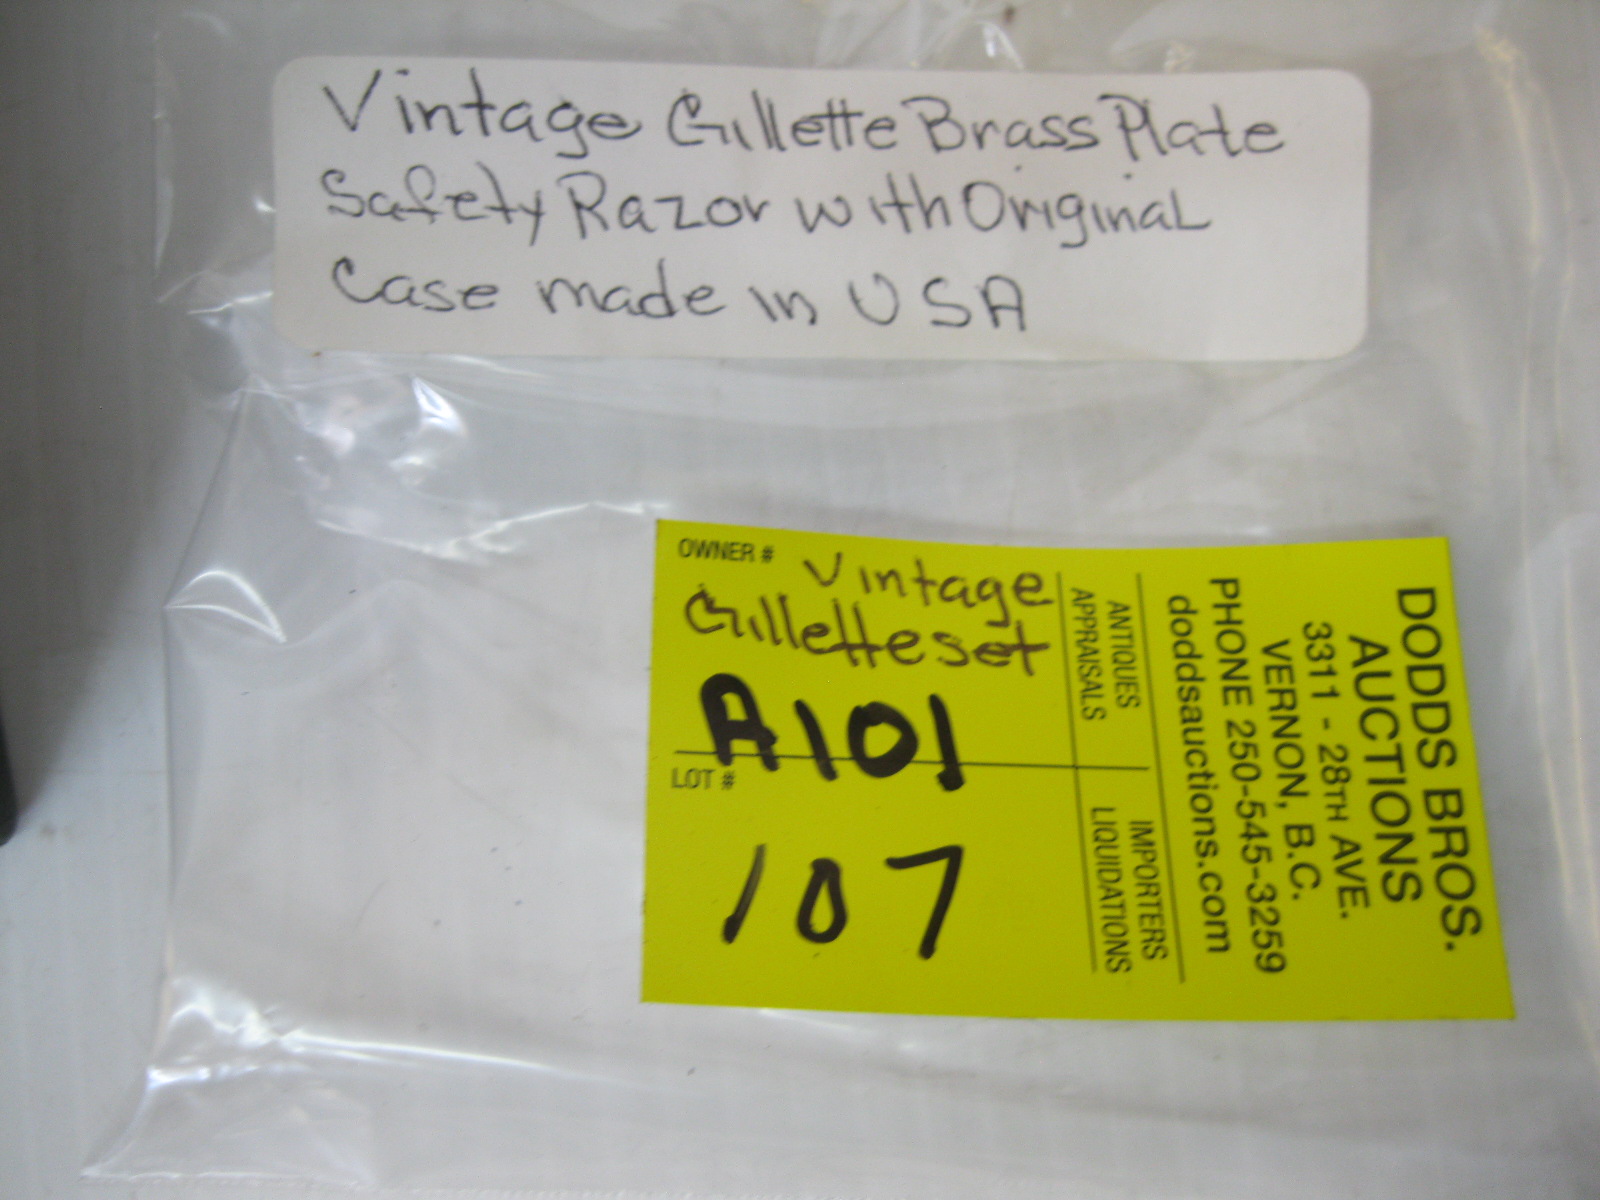 Vintage Gillette Brass Plate
Safety Razor with Original
Case made in USA
OWNER # Vintage
Gillette set
A101
LOT #
107
ANTIQUES
APPRAISALS
IMPORTERS
LIQUIDATIONS
DODDS BROS.
AUCTIONS
3311 - 28TH AVE.
VERNON, B.C.
PHONE 250-545-3259
doddsauctions.com